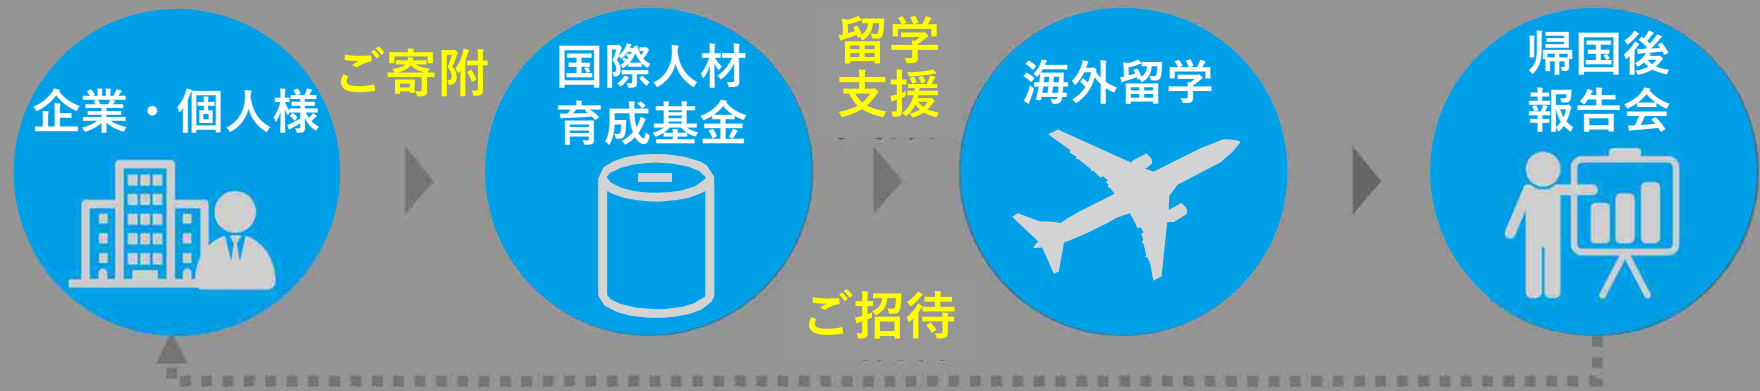 企業・個人様
ご寄附
国際人材
育成基金
留学
支援
海外留学
帰国後
報告会
ご招待